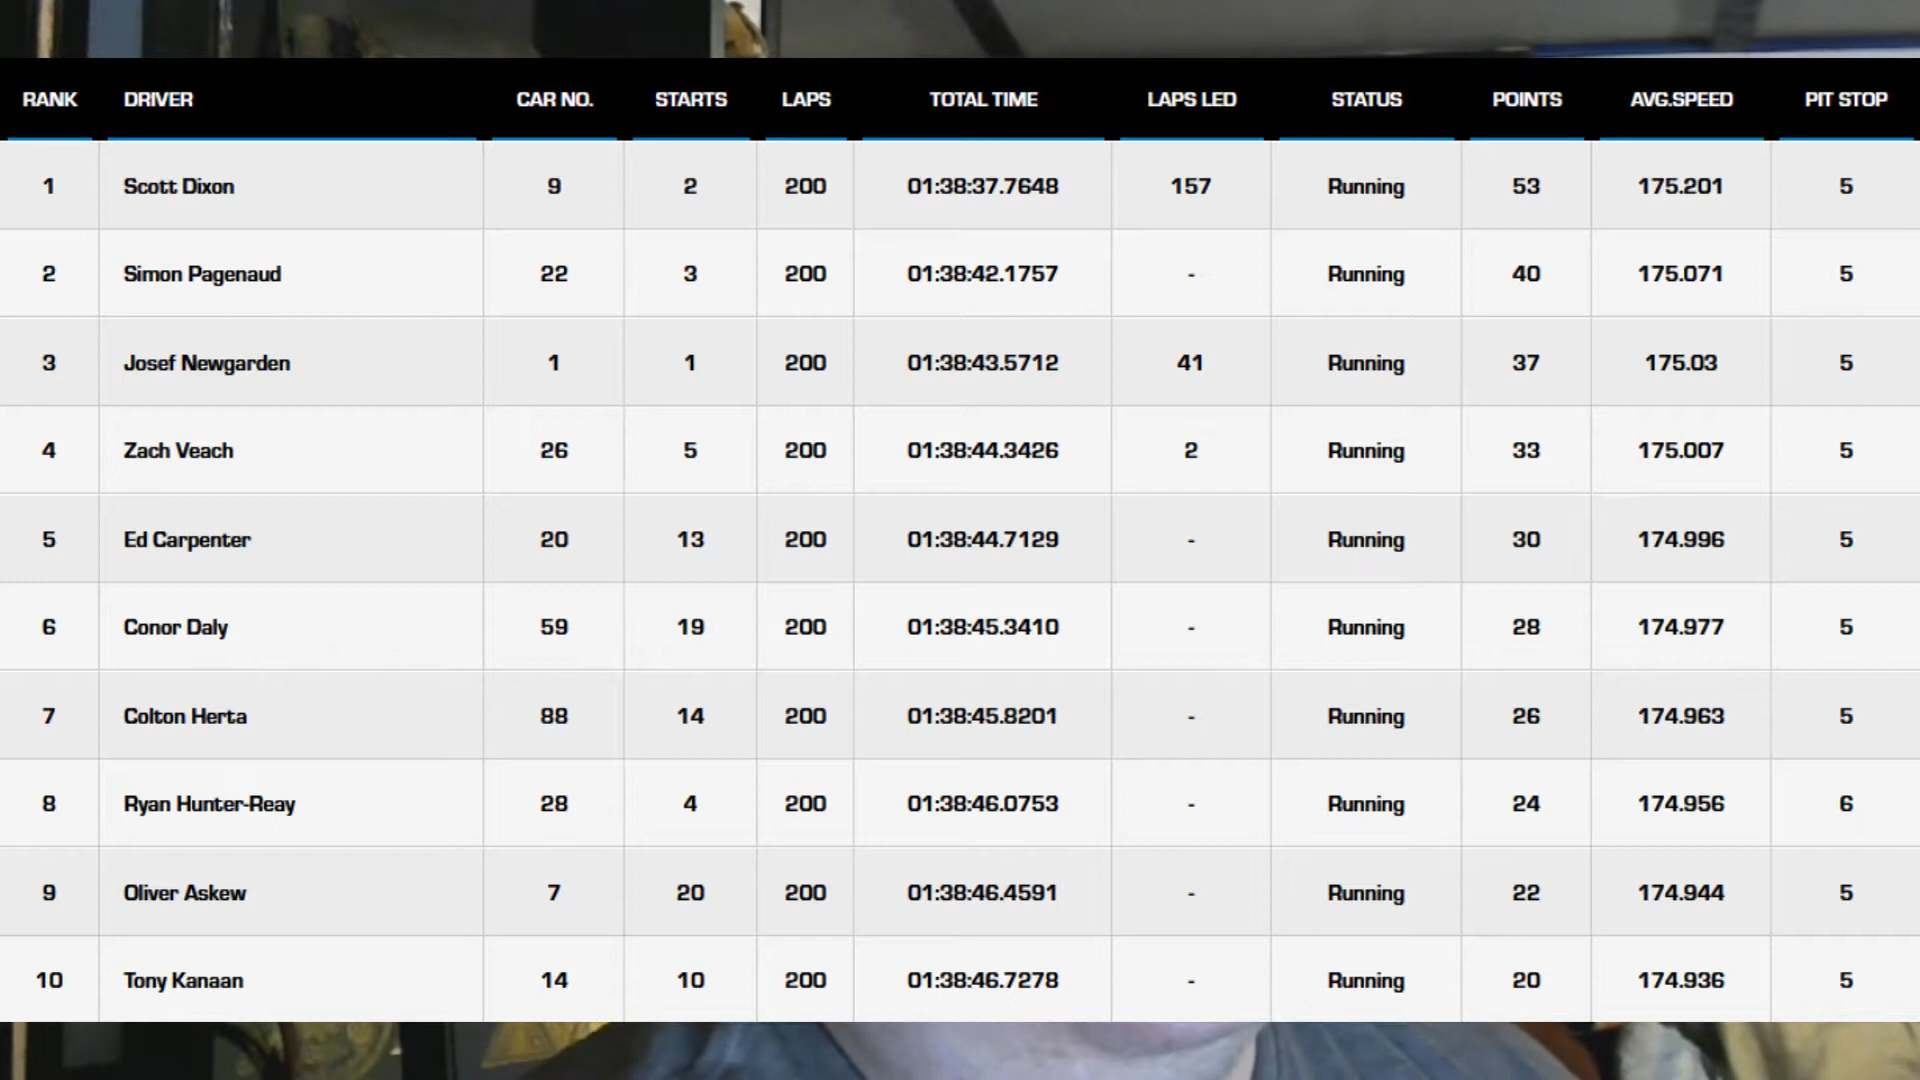 RANK DRIVER CAR NO. STARTS LAPS TOTAL TIME LAPS LED STATUS POINTS AVG.SPEED PIT STOP
1 Scott Dixon 9 2 200 01:38:37.7648 157 Running 53 175.201 5
2 Simon Pagenaud 22 3 200 01:38:42.1757 - Running 40 175.071 5
3 Josef Newgarden 1 1 200 01:38:43.5712 41 Running 37 175.03 5
4 Zach Veach 26 5 200 01:38:44.3426 2 Running 33 175.007 5
5 Ed Carpenter 20 13 200 01:38:44.7129 - Running 30 174.996 5
6 Conor Daly 59 19 200 01:38:45.3410 - Running 28 174.977 5
7 Colton Herta 88 14 200 01:38:45.8201 - Running 26 174.963 5
8 Ryan Hunter-Reay 28 4 200 01:38:46.0753 - Running 24 174.956 6
9 Oliver Askew 7 20 200 01:38:46.4591 - Running 22 174.944 5
10 Tony Kanaan 14 10 200 01:38:46.7278 - Running 20 174.936 5